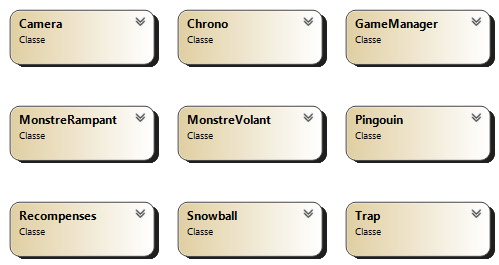 Camera
Classe
Chrono
Classe
GameManager
Classe
MonstreRampant
Classe
MonstreVolant
Classe
Pingouin
Classe
Recompenses
Classe
Snowball
Classe
Trap
Classe